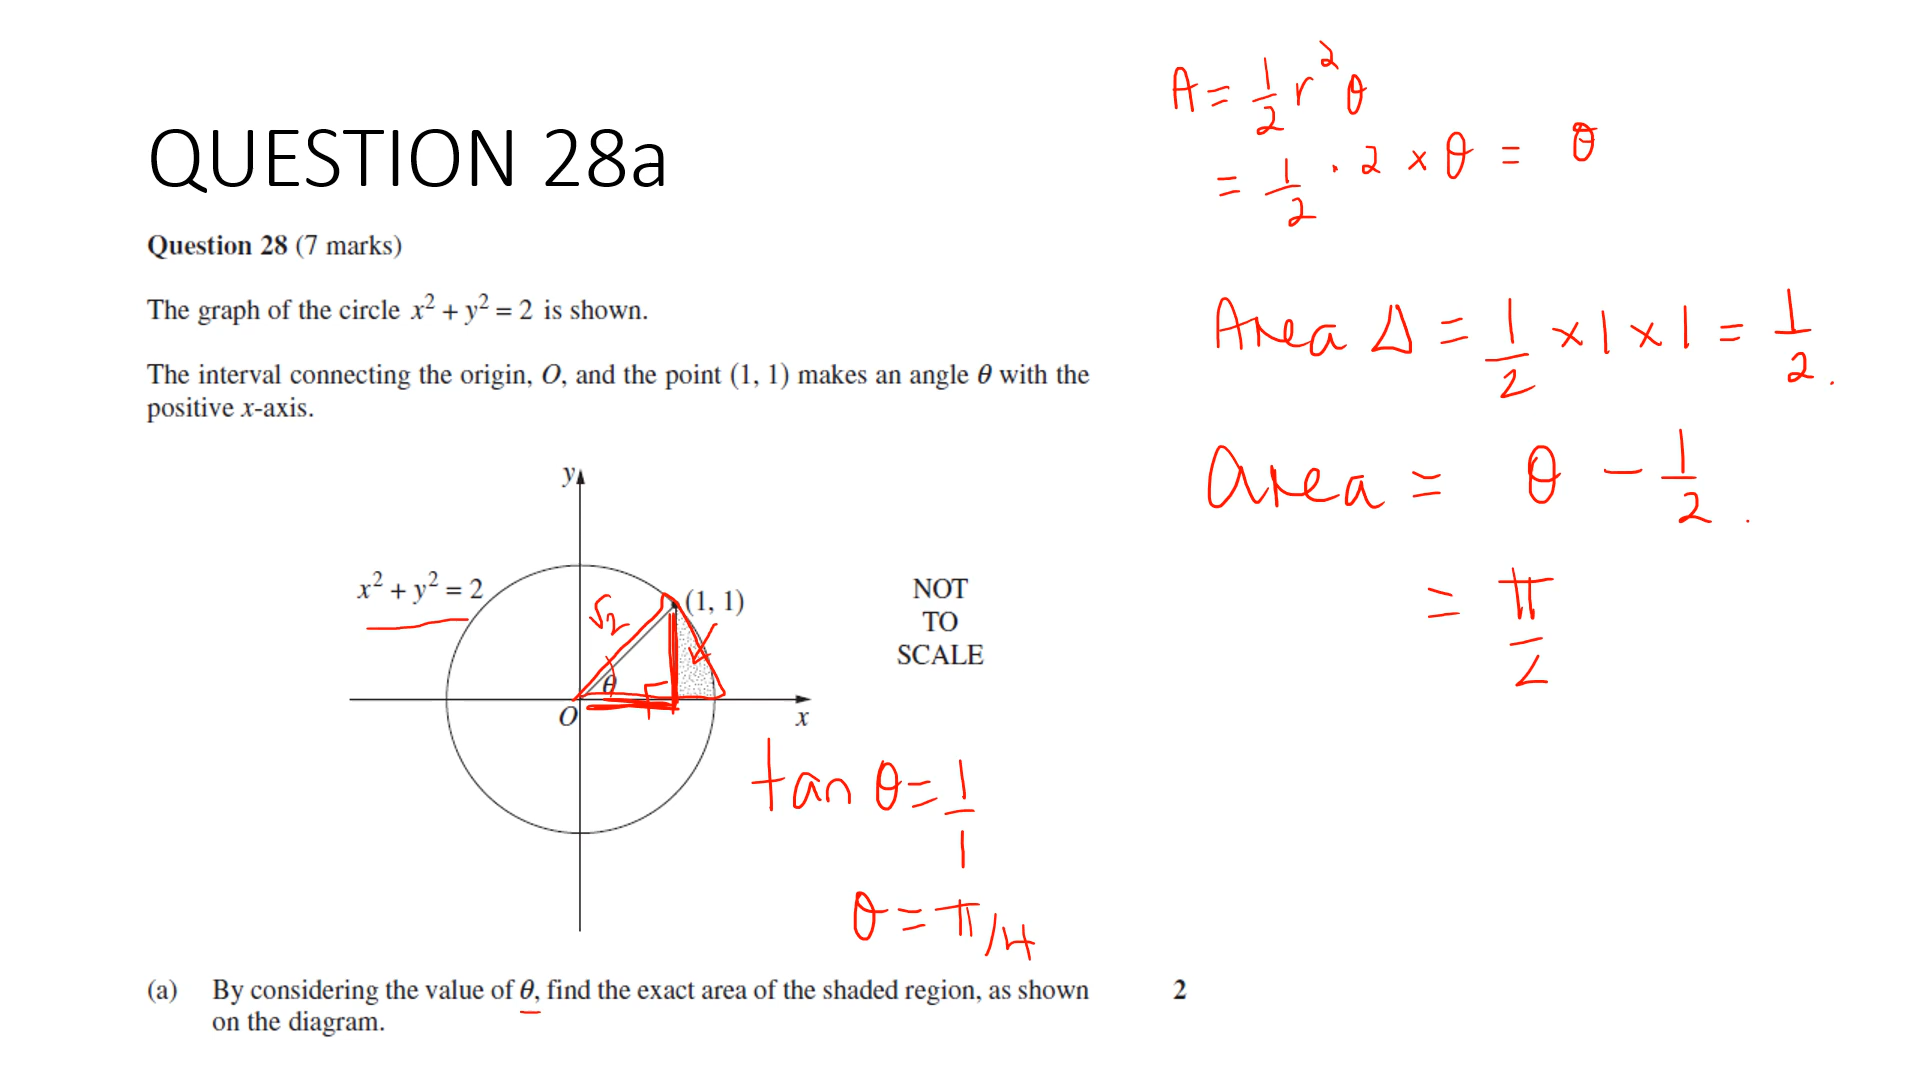 QUESTION 28a
Question 28 (7 marks)
The graph of the circle x² + y² = 2 is shown.
The interval connecting the origin, O, and the point (1, 1) makes an angle θ with the
positive x-axis.
y
x² + y² = 2
√2
(1, 1)
θ
O
x
NOT
TO
SCALE
tan θ = 1/1
θ = π/4
(a) By considering the value of θ, find the exact area of the shaded region, as shown
on the diagram.
2
A = 1/2 r² θ
= 1/2 · 2 × θ = θ
Area Δ = 1/2 × 1 × 1 = 1/2.
Area = θ - 1/2.
= π/2